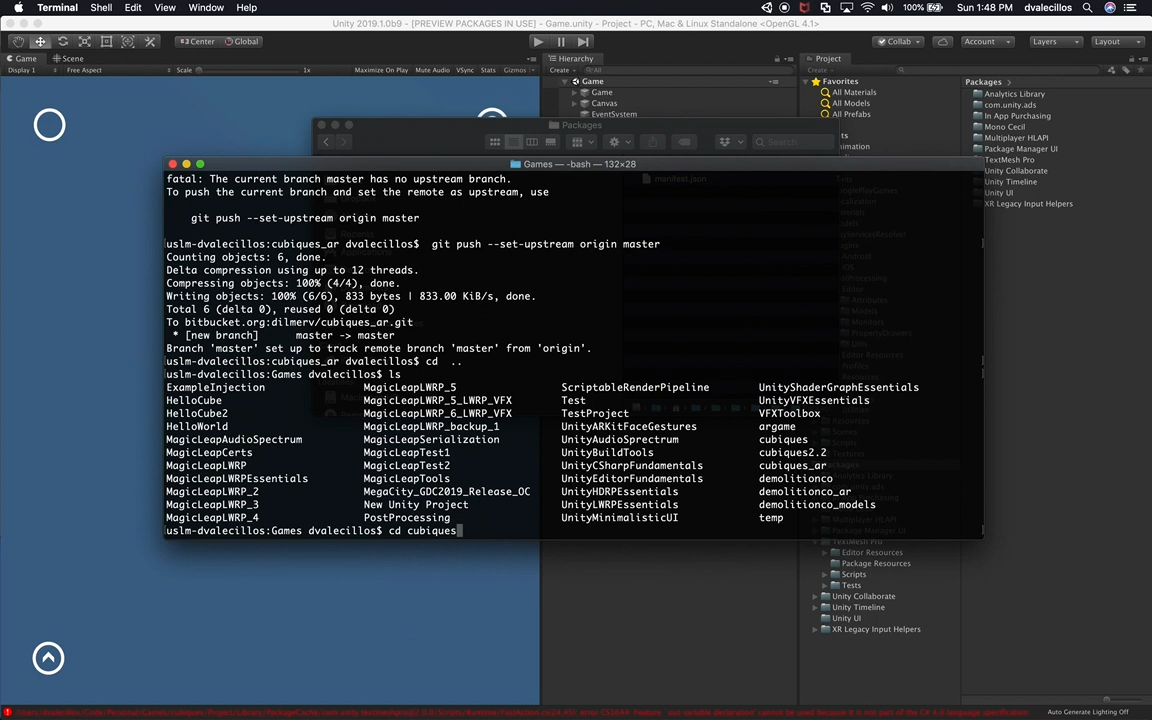 Terminal Shell Edit View Window Help 100% Sun 1:48 PM dvalecillos
Unity 2019.1.0b9 - [PREVIEW PACKAGES IN USE] - Game.unity - Project - PC, Mac & Linux Standalone <OpenGL 4.1>
Center Global Collab Account Layers Layout
Game Scene Hierarchy Project
Display 1 Free Aspect Scale 1x Maximize On Play Mute Audio VSync Stats Gizmos Create All Create
Game
Game
Canvas
EventSystem
Favorites
All Materials
All Models
All Prefabs
Packages
Analytics Library
com.unity.ads
In App Purchasing
Mono Cecil
Multiplayer HLAPI
Package Manager UI
TextMesh Pro
Unity Collaborate
Unity Timeline
Unity UI
XR Legacy Input Helpers
Packages
Search
manifest.json
Games — -bash — 132×28
fatal: The current branch master has no upstream branch.
To push the current branch and set the remote as upstream, use
git push --set-upstream origin master
uslm-dvalecillos:cubiques_ar dvalecillos$  git push --set-upstream origin master
Counting objects: 6, done.
Delta compression using up to 12 threads.
Compressing objects: 100% (4/4), done.
Writing objects: 100% (6/6), 833 bytes | 833.00 KiB/s, done.
Total 6 (delta 0), reused 0 (delta 0)
To bitbucket.org:dilmerv/cubiques_ar.git
* [new branch]      master -> master
Branch 'master' set up to track remote branch 'master' from 'origin'.
uslm-dvalecillos:cubiques_ar dvalecillos$ cd  ..
uslm-dvalecillos:Games dvalecillos$ ls
ExampleInjection MagicLeapLWRP_5 ScriptableRenderPipeline UnityShaderGraphEssentials
HelloCube MagicLeapLWRP_5_LWRP_VFX Test UnityVFXEssentials
HelloCube2 MagicLeapLWRP_6_LWRP_VFX TestProject VFXToolbox
HelloWorld MagicLeapLWRP_backup_1 UnityARKitFaceGestures argame
MagicLeapAudioSpectrum MagicLeapSerialization UnityAudioSprectrum cubiques
MagicLeapCerts MagicLeapTest1 UnityBuildTools cubiques2.2
MagicLeapLWRP MagicLeapTest2 UnityCSharpFundamentals cubiques_ar
MagicLeapLWRPEssentials MagicLeapTools UnityEditorFundamentals demolitionco
MagicLeapLWRP_2 MegaCity_GDC2019_Release_OC UnityHDRPEssentials demolitionco_ar
MagicLeapLWRP_3 New Unity Project UnityLWRPEssentials demolitionco_models
MagicLeapLWRP_4 PostProcessing UnityMinimalisticUI temp
uslm-dvalecillos:Games dvalecillos$ cd cubiques
TextMesh Pro
Editor Resources
Package Resources
Scripts
Tests
Unity Collaborate
Unity Timeline
Unity UI
XR Legacy Input Helpers
Auto Generate Lighting Off